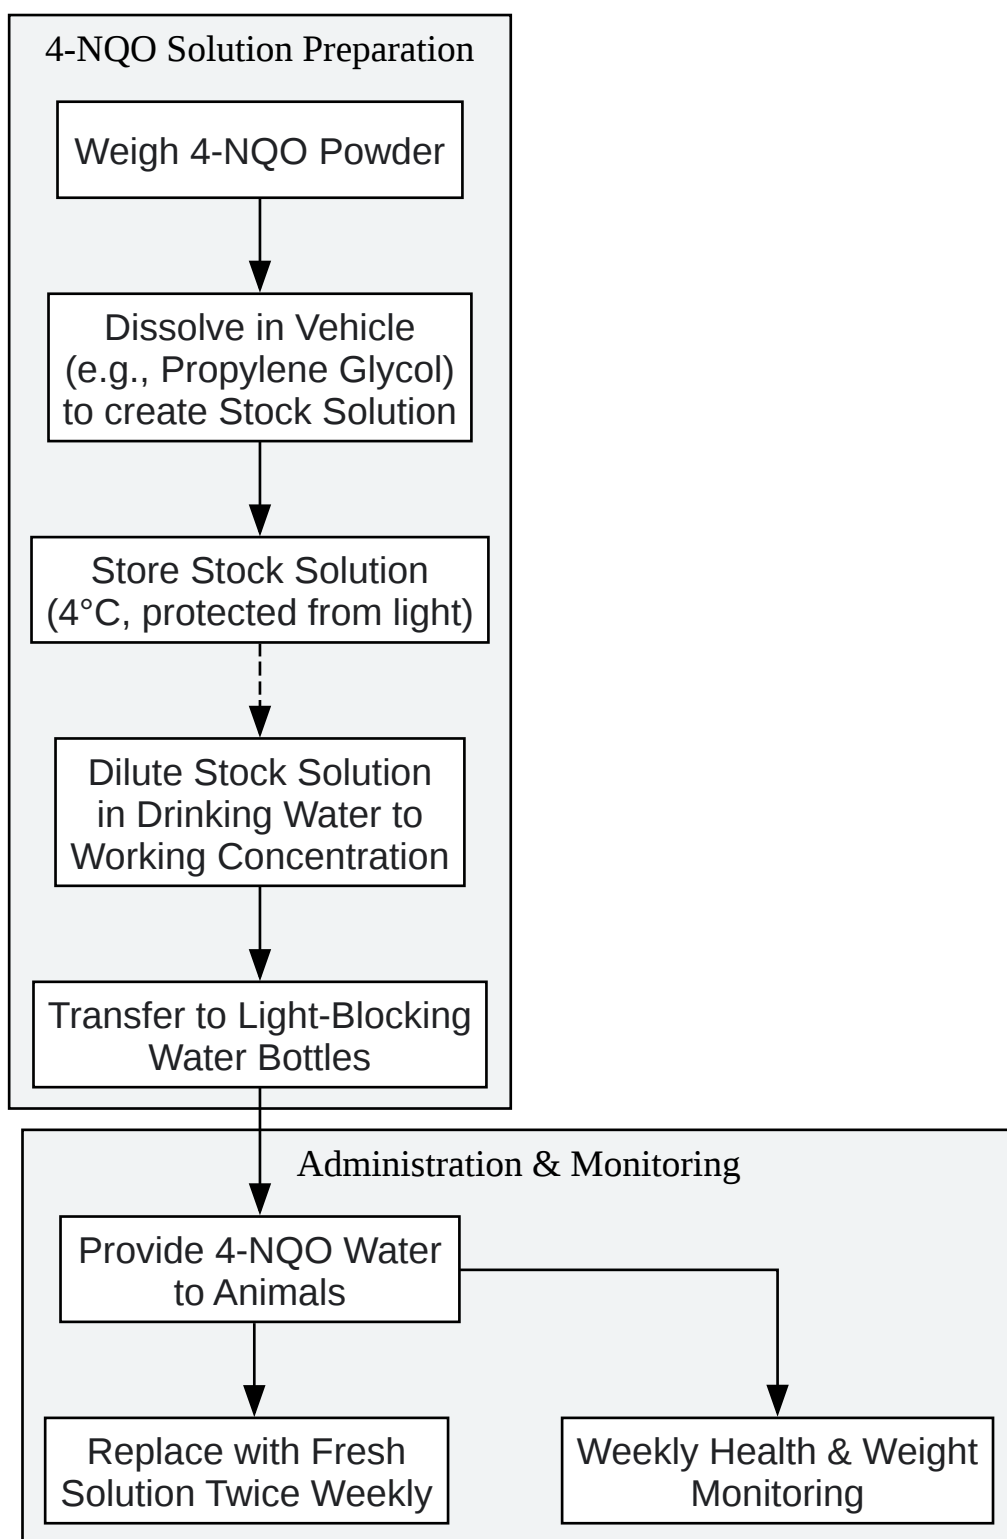 4-NQO Solution Preparation
Weigh 4-NQO Powder
Dissolve in Vehicle
(e.g., Propylene Glycol)
to create Stock Solution
Store Stock Solution
(4°C, protected from light)
Dilute Stock Solution
in Drinking Water to
Working Concentration
Transfer to Light-Blocking
Water Bottles
Administration & Monitoring
Provide 4-NQO Water
to Animals
Replace with Fresh
Solution Twice Weekly
Weekly Health & Weight
Monitoring